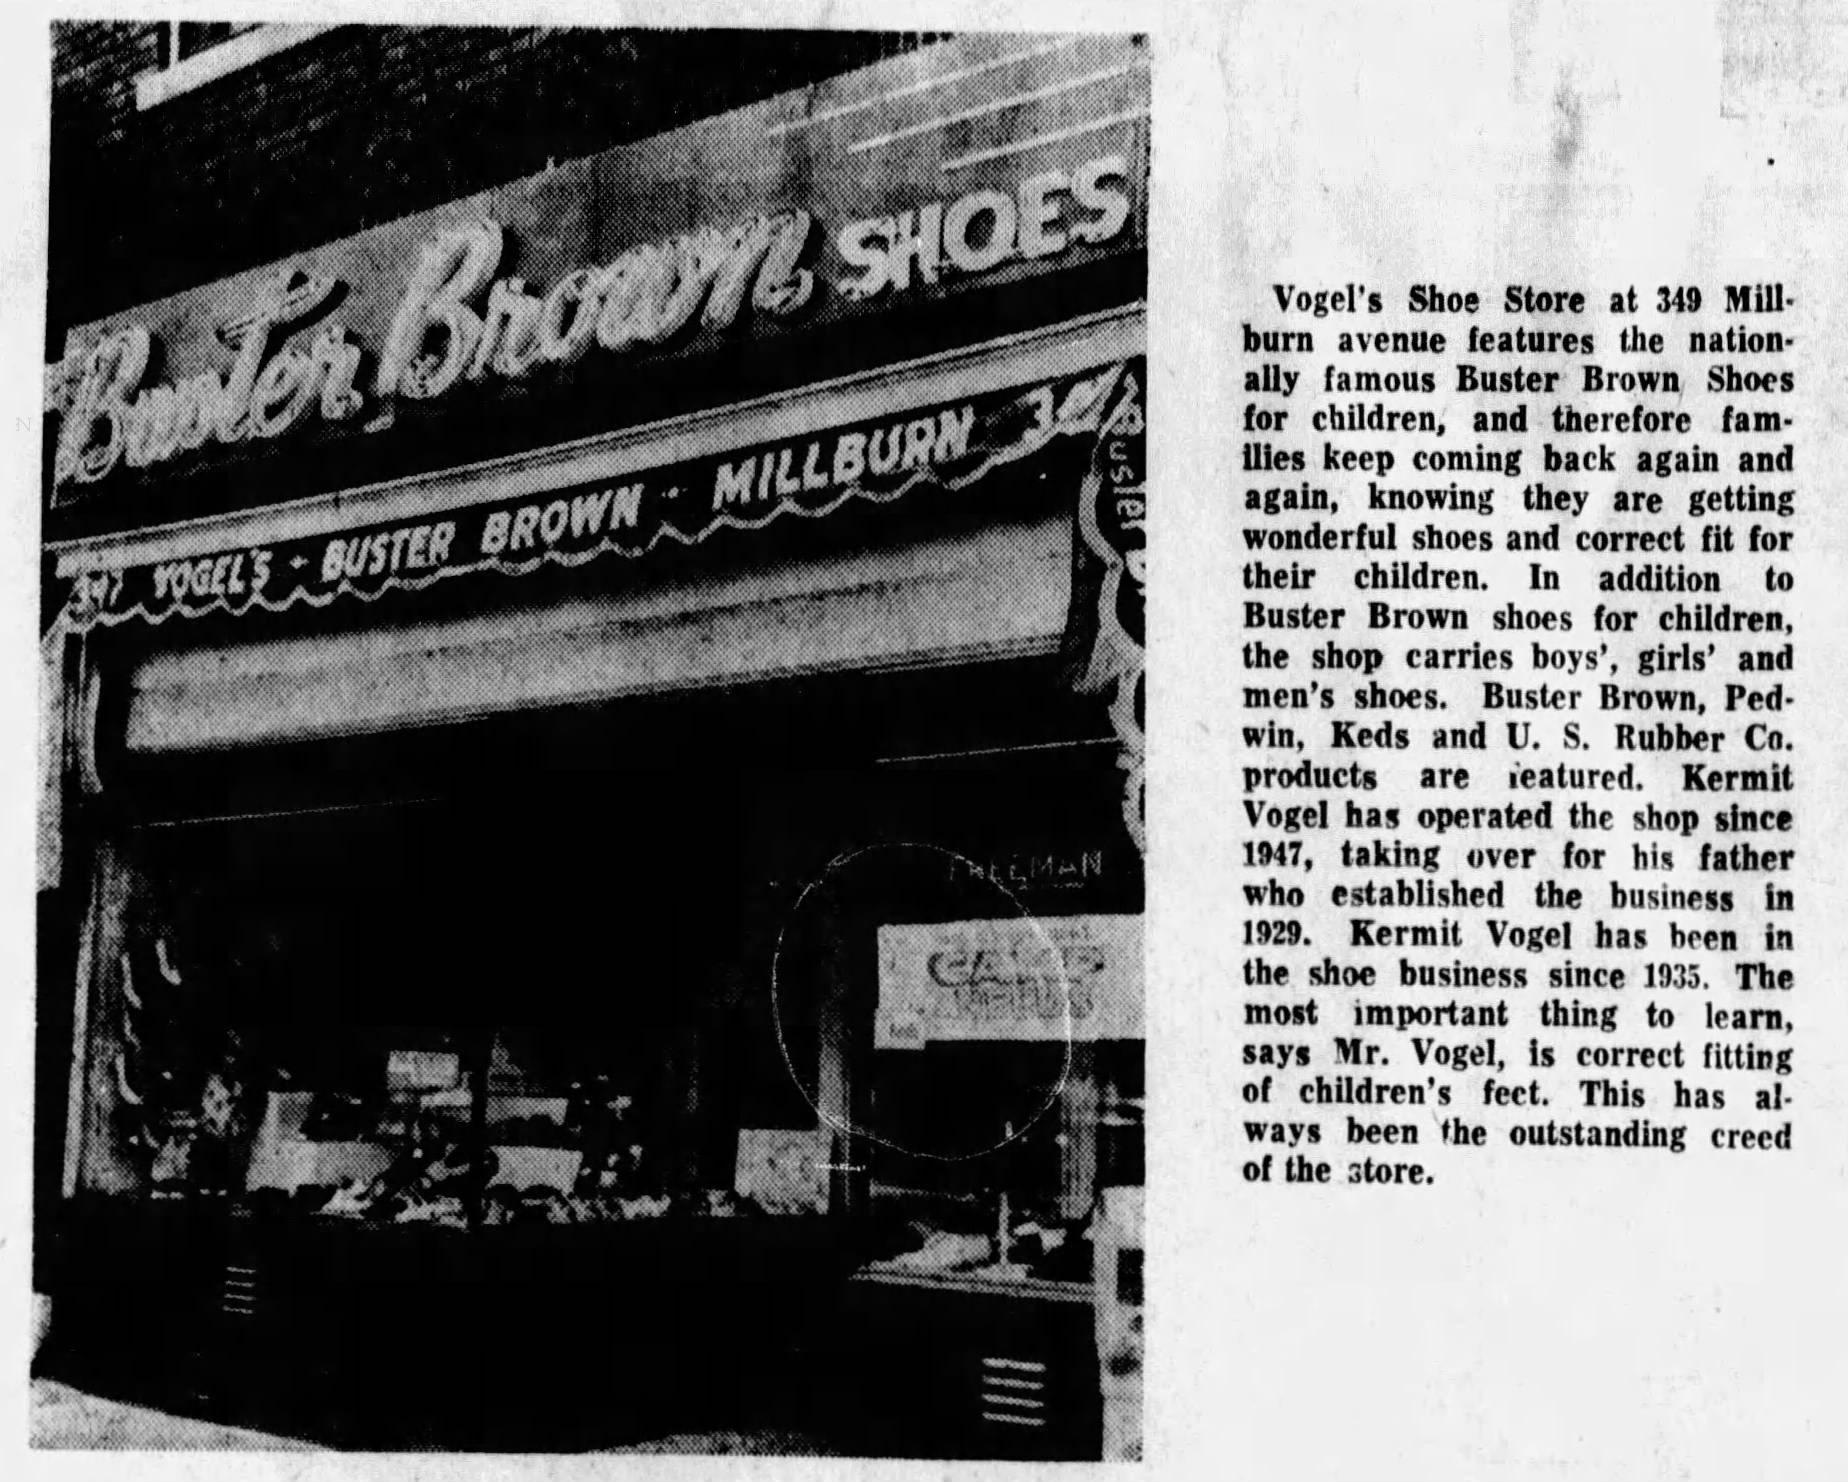 Buster Brown SHOES
347 VOGEL'S - BUSTER BROWN - MILLBURN 347
FREEMAN
Vogel's Shoe Store at 349 Mill-
burn avenue features the nation-
ally famous Buster Brown Shoes
for children, and therefore fam-
ilies keep coming back again and
again, knowing they are getting
wonderful shoes and correct fit for
their children. In addition to
Buster Brown shoes for children,
the shop carries boys', girls' and
men's shoes. Buster Brown, Ped-
win, Keds and U. S. Rubber Co.
products are featured. Kermit
Vogel has operated the shop since
1947, taking over for his father
who established the business in
1929. Kermit Vogel has been in
the shoe business since 1935. The
most important thing to learn,
says Mr. Vogel, is correct fitting
of children's feet. This has al-
ways been the outstanding creed
of the store.